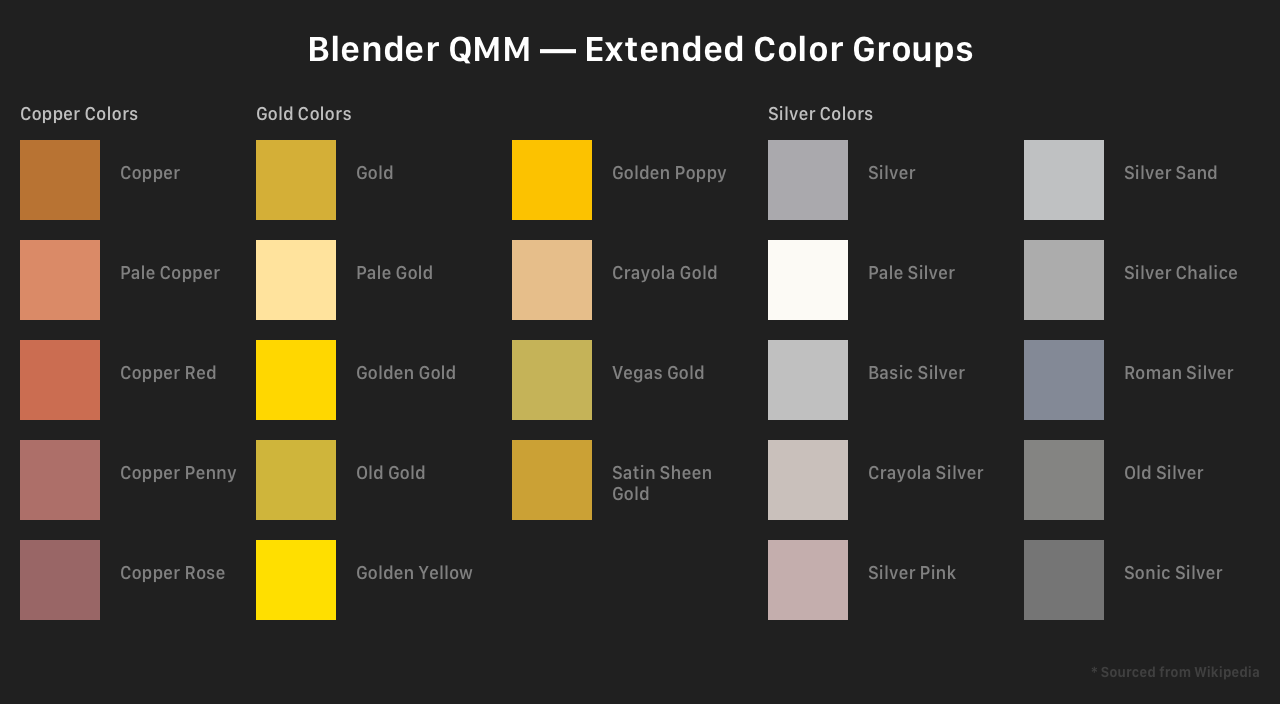 Blender QMM — Extended Color Groups
Copper Colors
Copper
Pale Copper
Copper Red
Copper Penny
Copper Rose
Gold Colors
Gold
Pale Gold
Golden Gold
Old Gold
Golden Yellow
Golden Poppy
Crayola Gold
Vegas Gold
Satin Sheen
Gold
Silver Colors
Silver
Pale Silver
Basic Silver
Crayola Silver
Silver Pink
Silver Sand
Silver Chalice
Roman Silver
Old Silver
Sonic Silver
* Sourced from Wikipedia